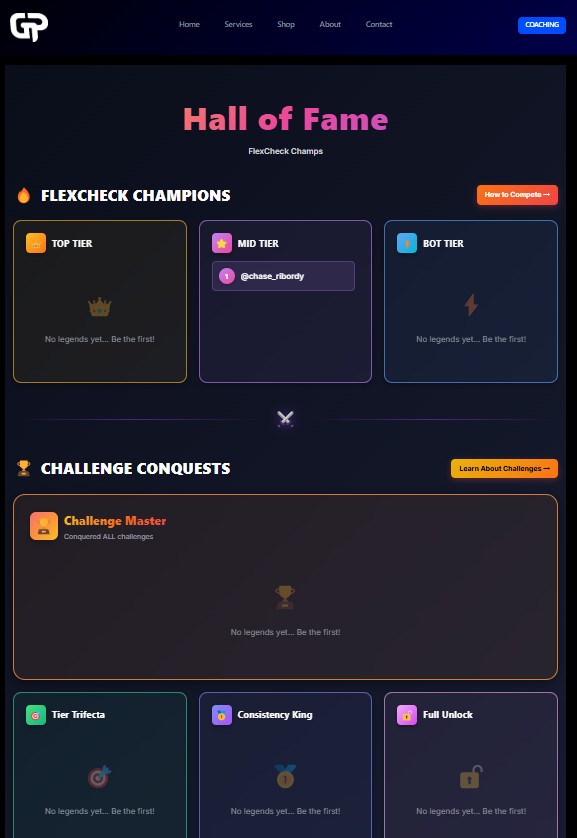 GP
Home Services Shop About Contact COACHING
Hall of Fame
FlexCheck Champs
FLEXCHECK CHAMPIONS
How to Compete →
TOP TIER
No legends yet... Be the first!
MID TIER
1 @chase_ribordy
BOT TIER
No legends yet... Be the first!
CHALLENGE CONQUESTS
Learn About Challenges →
Challenge Master
Conquered ALL challenges
No legends yet... Be the first!
Tier Trifecta
No legends yet... Be the first!
Consistency King
1
No legends yet... Be the first!
Full Unlock
No legends yet... Be the first!